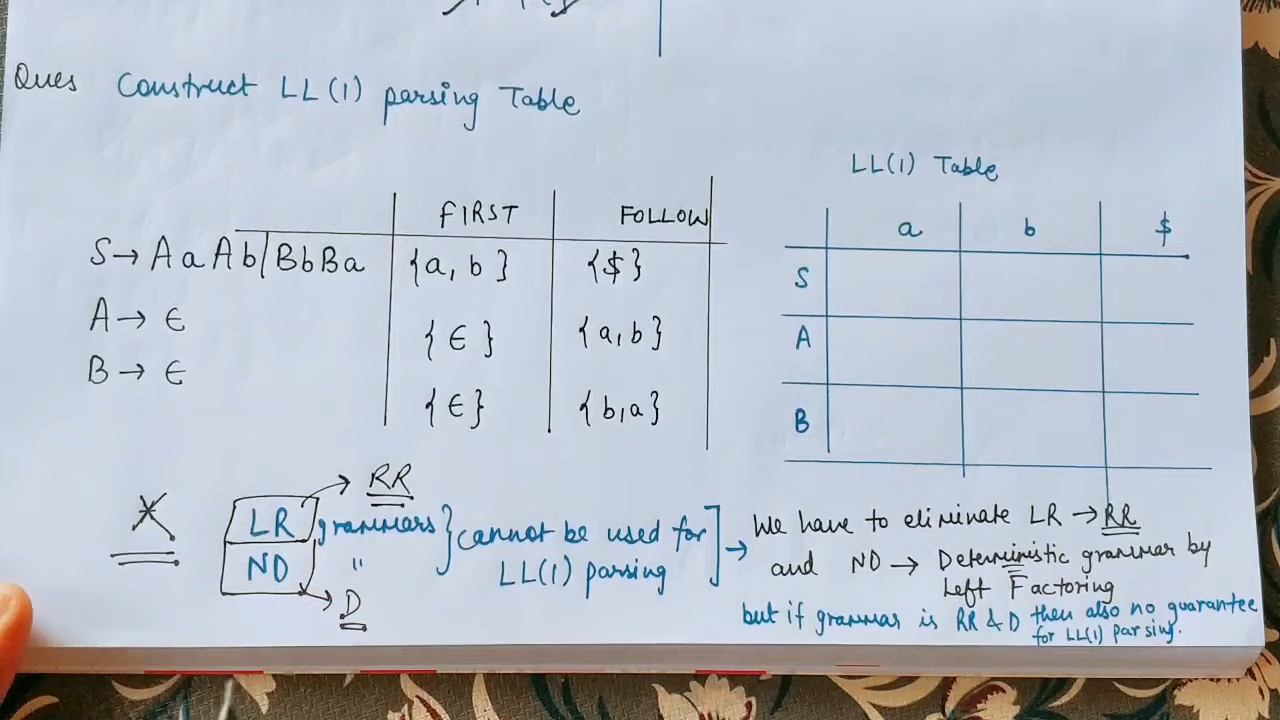 Ques Construct LL(1) parsing Table
LL(1) Table
FIRST FOLLOW
a b $
S→ AaAb/BbBa {a, b} {$}
S
A→ ϵ {ϵ} {a,b}
A
B→ ϵ {ϵ} {b,a}
B
RR
LR grammars } cannot be used for
ND " LL(1) parsing
D
→ We have to eliminate LR → RR
and ND → Deterministic grammar by
Left Factoring
but if grammar is RR & D then also no guarantee
for LL(1) parsing.